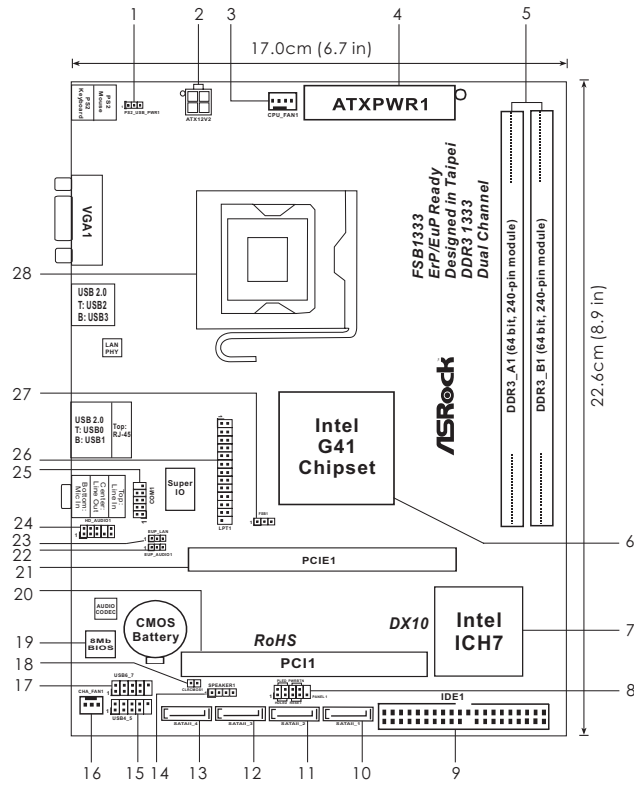 1 2 3 4 5
17.0cm (6.7 in)
22.6cm (8.9 in)
PS2
Mouse
PS2
Keyboard
PS2_USB_PWR1
ATX12V2
CPU_FAN1
ATXPWR1
VGA1
FSB1333
ErP/EuP Ready
Designed in Taipei
DDR3 1333
Dual Channel
DDR3_A1 (64 bit, 240-pin module)
DDR3_B1 (64 bit, 240-pin module)
28
USB 2.0
T: USB2
B: USB3
LAN
PHY
ASRock
27
USB 2.0
T: USB0
B: USB1
Top:
RJ-45
26
Intel
G41
Chipset
25
Super
IO
COM1
LPT1
FSB1
Top:
Line In
Center:
Line Out
Bottom:
Mic In
24
HD_AUDIO1
23
EUP_LAN
22
EUP_AUDIO1
21
PCIE1
6
20
AUDIO
CODEC
CMOS
Battery
RoHS
DX10
Intel
ICH7
7
19
8Mb
BIOS
18
PCI1
17
USB6_7
CLRCMOS1
SPEAKER1
PLED PWRBTN
PANEL1
HDLED RESET
8
IDE1
CHA_FAN1
USB4_5
SATAII_4
SATAII_3
SATAII_2
SATAII_1
16 15 14 13 12 11 10 9